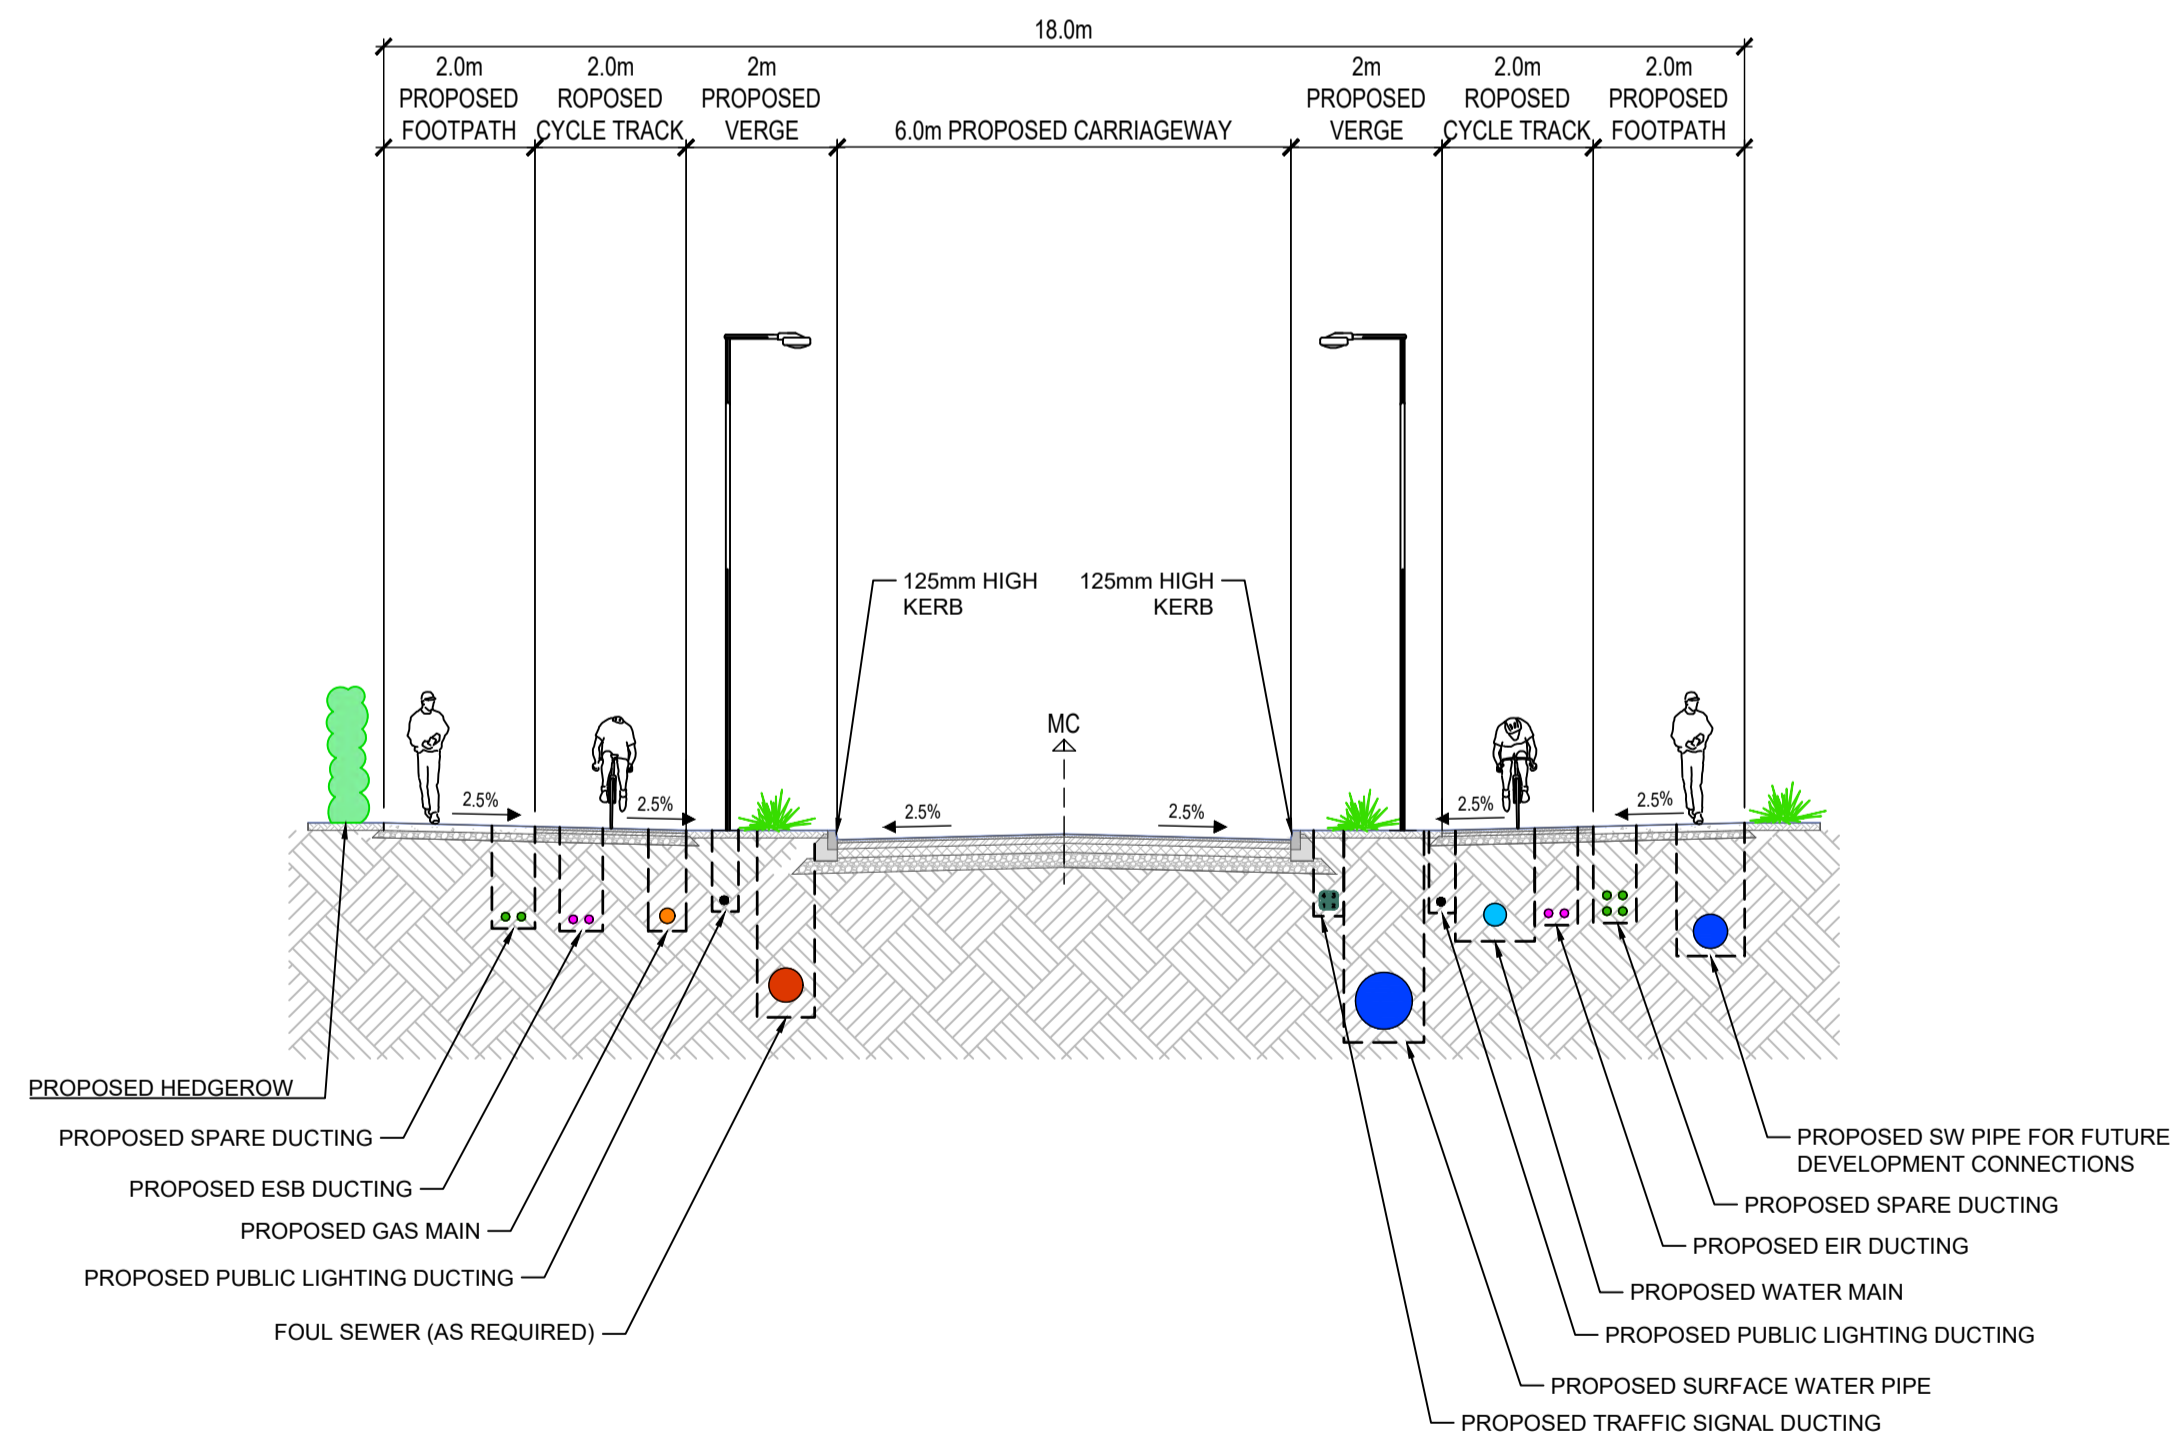 18.0m
2.0m
PROPOSED
FOOTPATH
2.0m
ROPOSED
CYCLE TRACK
2m
PROPOSED
VERGE
6.0m PROPOSED CARRIAGEWAY
2m
PROPOSED
VERGE
2.0m
ROPOSED
CYCLE TRACK
2.0m
PROPOSED
FOOTPATH
125mm HIGH
KERB
125mm HIGH
KERB
MC
2.5%
2.5%
2.5%
2.5%
2.5%
2.5%
PROPOSED HEDGEROW
PROPOSED SPARE DUCTING
PROPOSED ESB DUCTING
PROPOSED GAS MAIN
PROPOSED PUBLIC LIGHTING DUCTING
FOUL SEWER (AS REQUIRED)
PROPOSED SW PIPE FOR FUTURE
DEVELOPMENT CONNECTIONS
PROPOSED SPARE DUCTING
PROPOSED EIR DUCTING
PROPOSED WATER MAIN
PROPOSED PUBLIC LIGHTING DUCTING
PROPOSED SURFACE WATER PIPE
PROPOSED TRAFFIC SIGNAL DUCTING